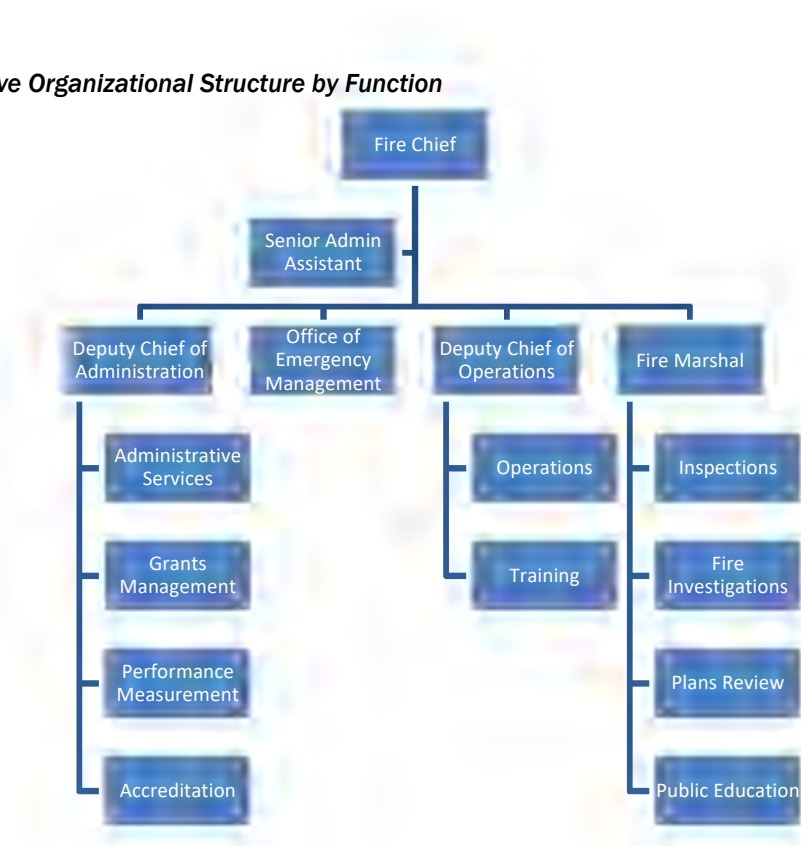 ve Organizational Structure by Function
Fire Chief
Senior Admin
Assistant
Deputy Chief of
Administration
Office of
Emergency
Management
Deputy Chief of
Operations
Fire Marshal
Administrative
Services
Operations
Inspections
Grants
Management
Training
Fire
Investigations
Performance
Measurement
Plans Review
Accreditation
Public Education